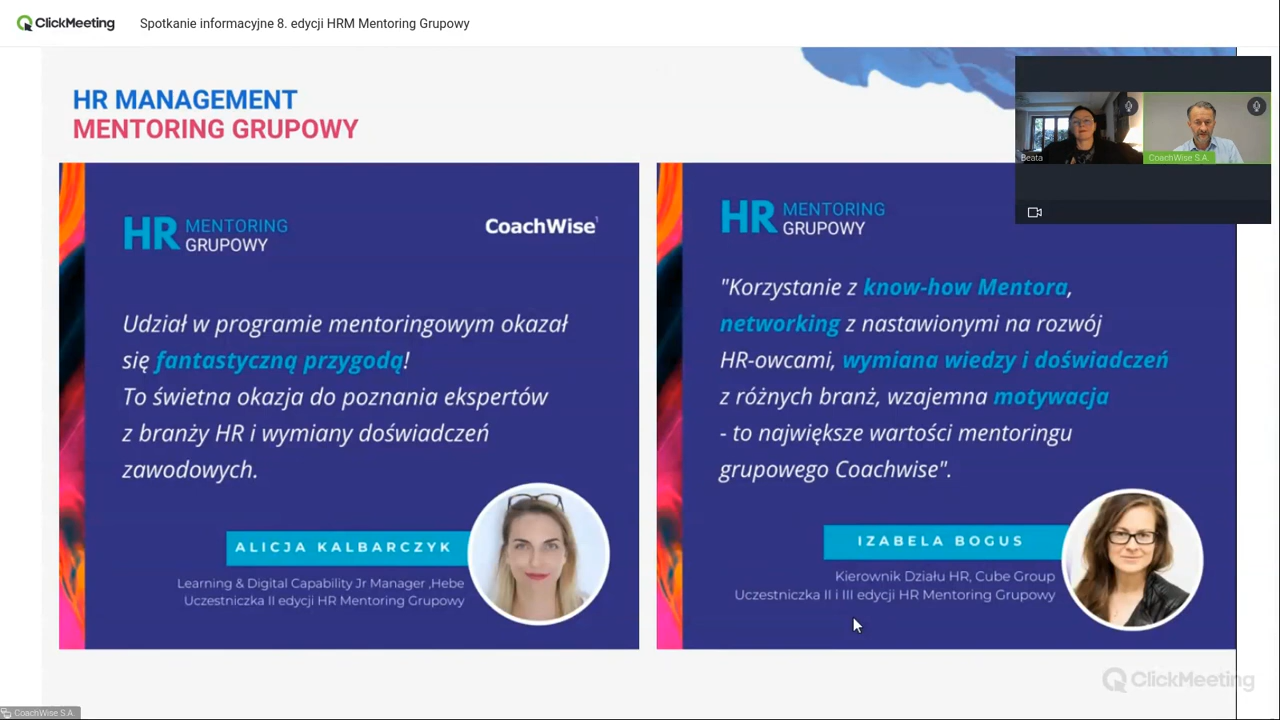 ClickMeeting
Spotkanie informacyjne 8. edycji HRM Mentoring Grupowy
HR MANAGEMENT
MENTORING GRUPOWY
Beata
CoachWise S.A.
HR MENTORING
GRUPOWY
CoachWise¹
Udział w programie mentoringowym okazał
się fantastyczną przygodą!
To świetna okazja do poznania ekspertów
z branży HR i wymiany doświadczeń
zawodowych.
ALICJA KALBARCZYK
Learning & Digital Capability Jr Manager ,Hebe
Uczestniczka II edycji HR Mentoring Grupowy
HR MENTORING
GRUPOWY
"Korzystanie z know-how Mentora,
networking z nastawionymi na rozwój
HR-owcami, wymiana wiedzy i doświadczeń
z różnych branż, wzajemna motywacja
- to największe wartości mentoringu
grupowego Coachwise".
IZABELA BOGUS
Kierownik Działu HR, Cube Group
Uczestniczka II i III edycji HR Mentoring Grupowy
ClickMeeting
CoachWise S.A.